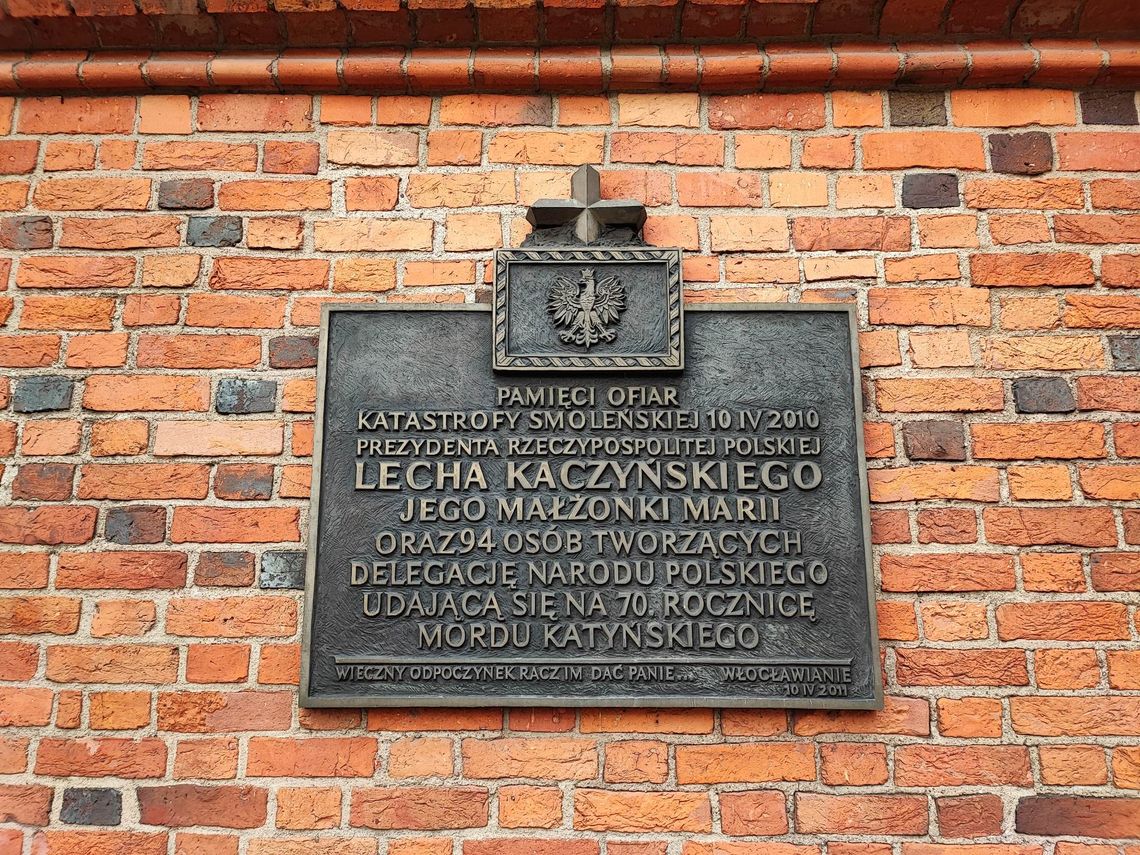 PAMIĘCI OFIAR
KATASTROFY SMOLEŃSKIEJ 10 IV 2010
PREZYDENTA RZECZYPOSPOLITEJ POLSKIEJ
LECHA KACZYŃSKIEGO
JEGO MAŁŻONKI MARII
ORAZ 94 OSÓB TWORZĄCYCH
DELEGACJĘ NARODU POLSKIEGO
UDAJĄCĄ SIĘ NA 70. ROCZNICĘ
MORDU KATYŃSKIEGO
WIECZNY ODPOCZYNEK RACZ IM DAĆ PANIE... WŁOCŁAWIANIE
10 IV 2011